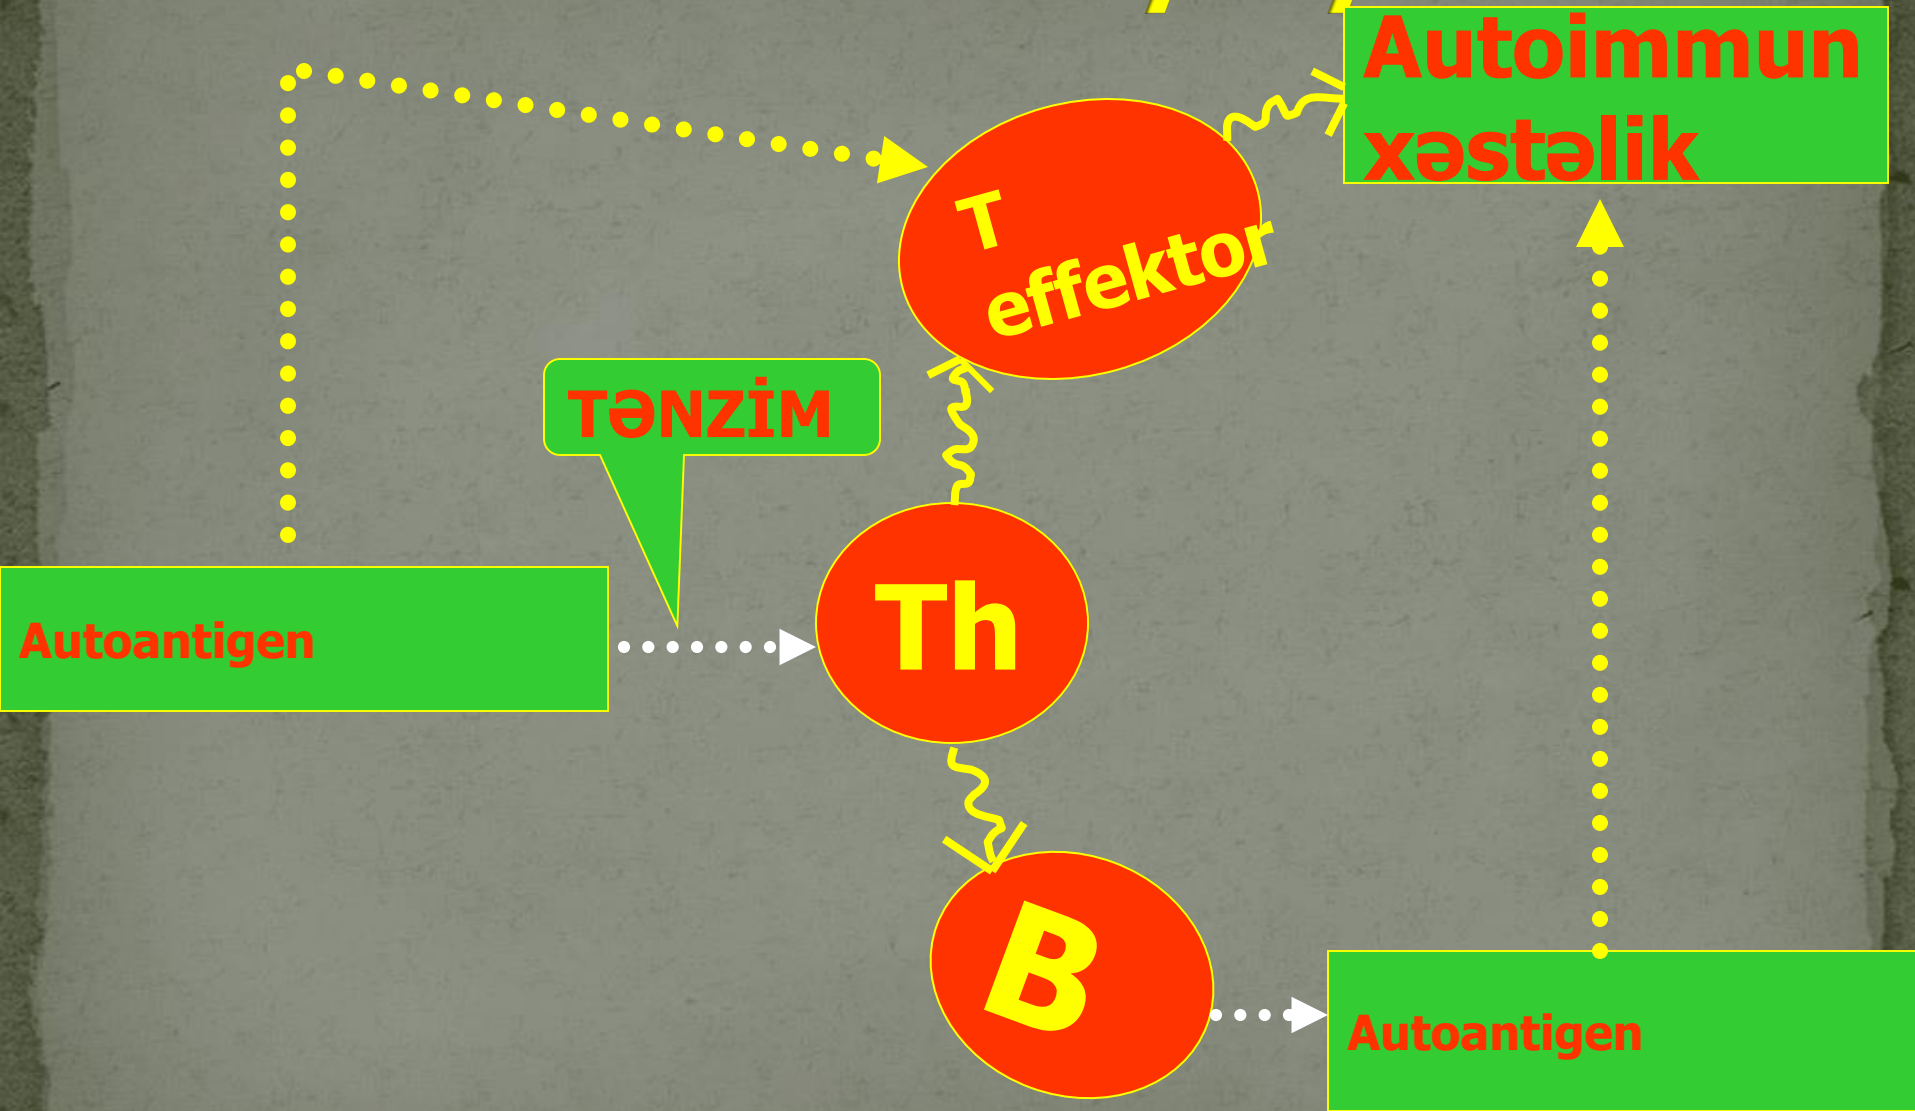 Autoimmun
xəstəlik
T
effektor
TƏNZİM
Autoantigen
Th
B
Autoantigen